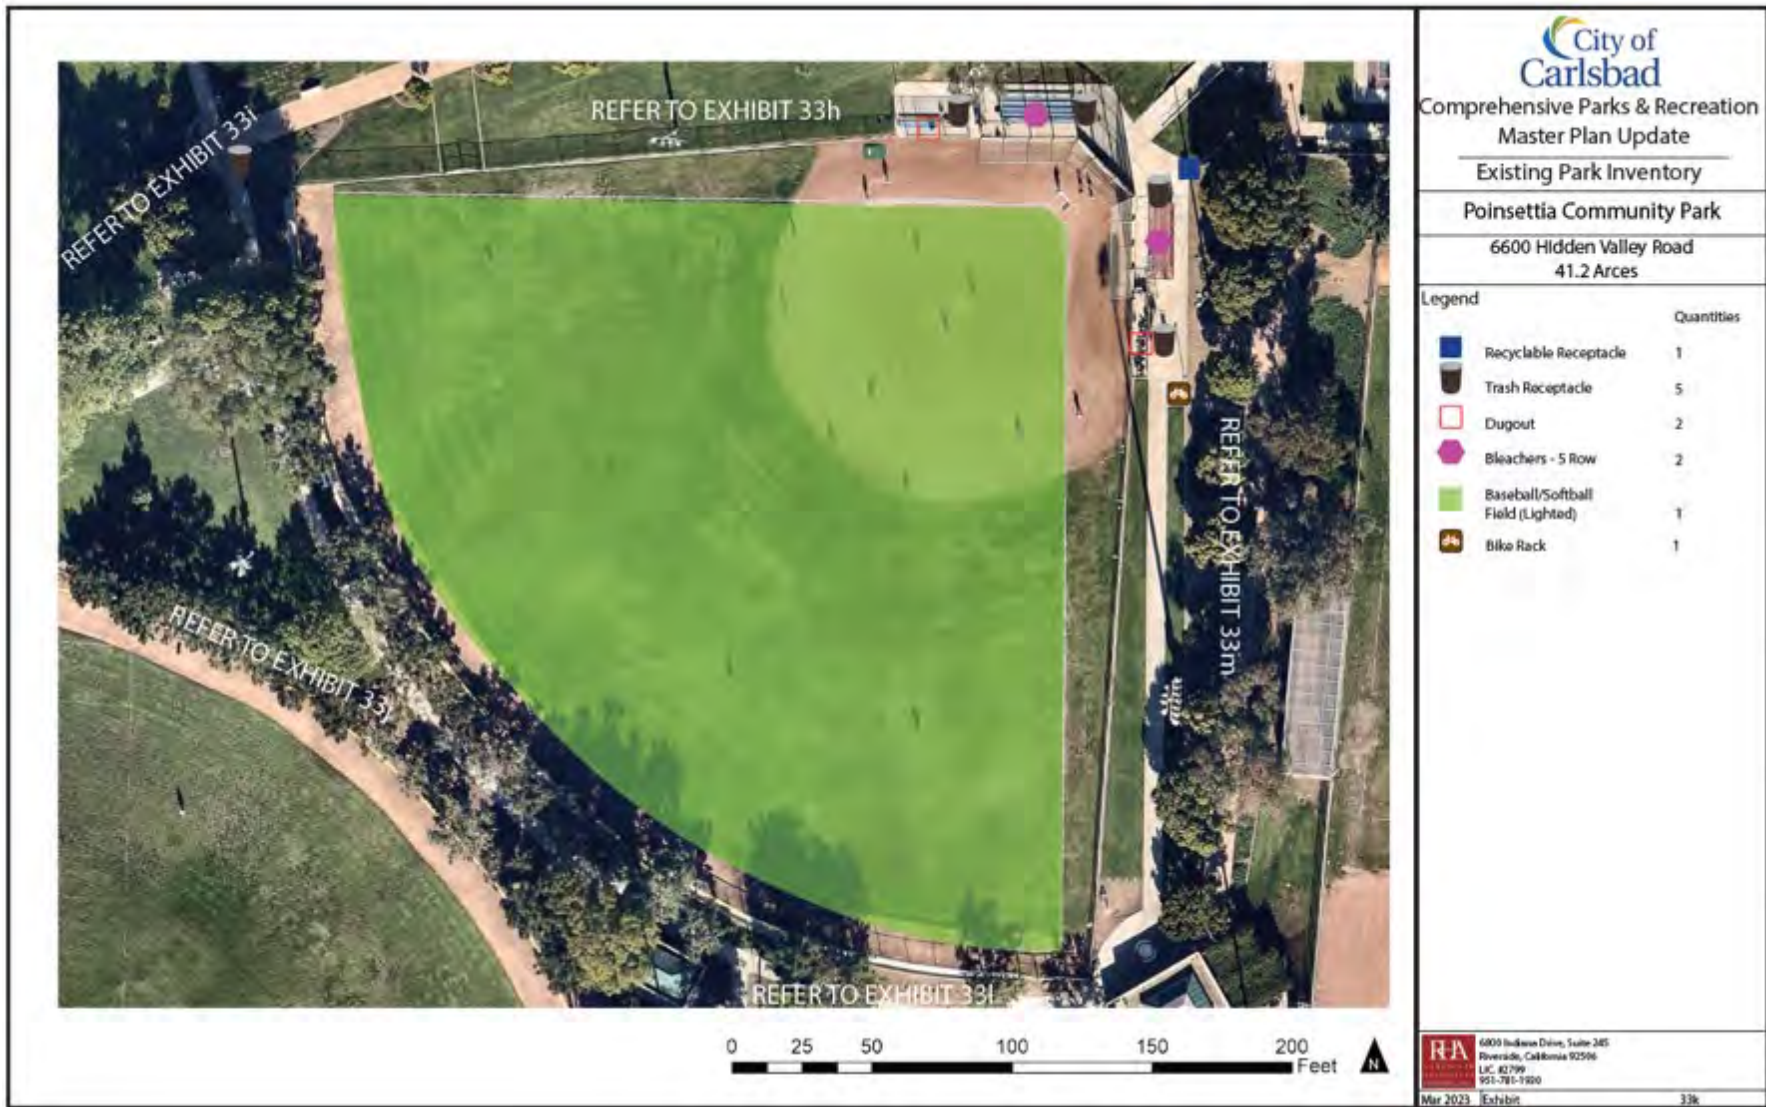 REFER TO EXHIBIT 33h
REFER TO EXHIBIT 33i
REFER TO EXHIBIT 33j
REFER TO EXHIBIT 33m
REFER TO EXHIBIT 33l
0 25 50 100 150 200
Feet
N
City of
Carlsbad
Comprehensive Parks & Recreation
Master Plan Update
Existing Park Inventory
Poinsettia Community Park
6600 Hidden Valley Road
41.2 Arces
Legend
Quantities
Recyclable Receptacle 1
Trash Receptacle 5
Dugout 2
Bleachers - 5 Row 2
Baseball/Softball
Field (Lighted) 1
Bike Rack 1
RHA
6800 Indiana Drive, Suite 245
Riverside, California 92506
LIC. #2799
951-781-1930
Mar 2023 Exhibit 33k